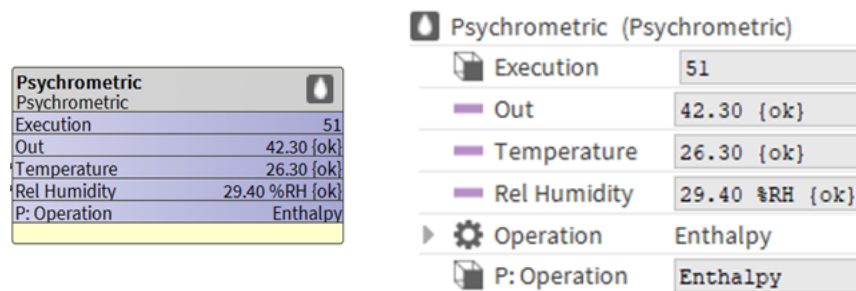 Psychrometric
Psychrometric
Execution 51
Out 42.30 {ok}
Temperature 26.30 {ok}
Rel Humidity 29.40 %RH {ok}
P: Operation Enthalpy
Psychrometric (Psychrometric)
Execution 51
Out 42.30 {ok}
Temperature 26.30 {ok}
Rel Humidity 29.40 %RH {ok}
Operation Enthalpy
P: Operation Enthalpy